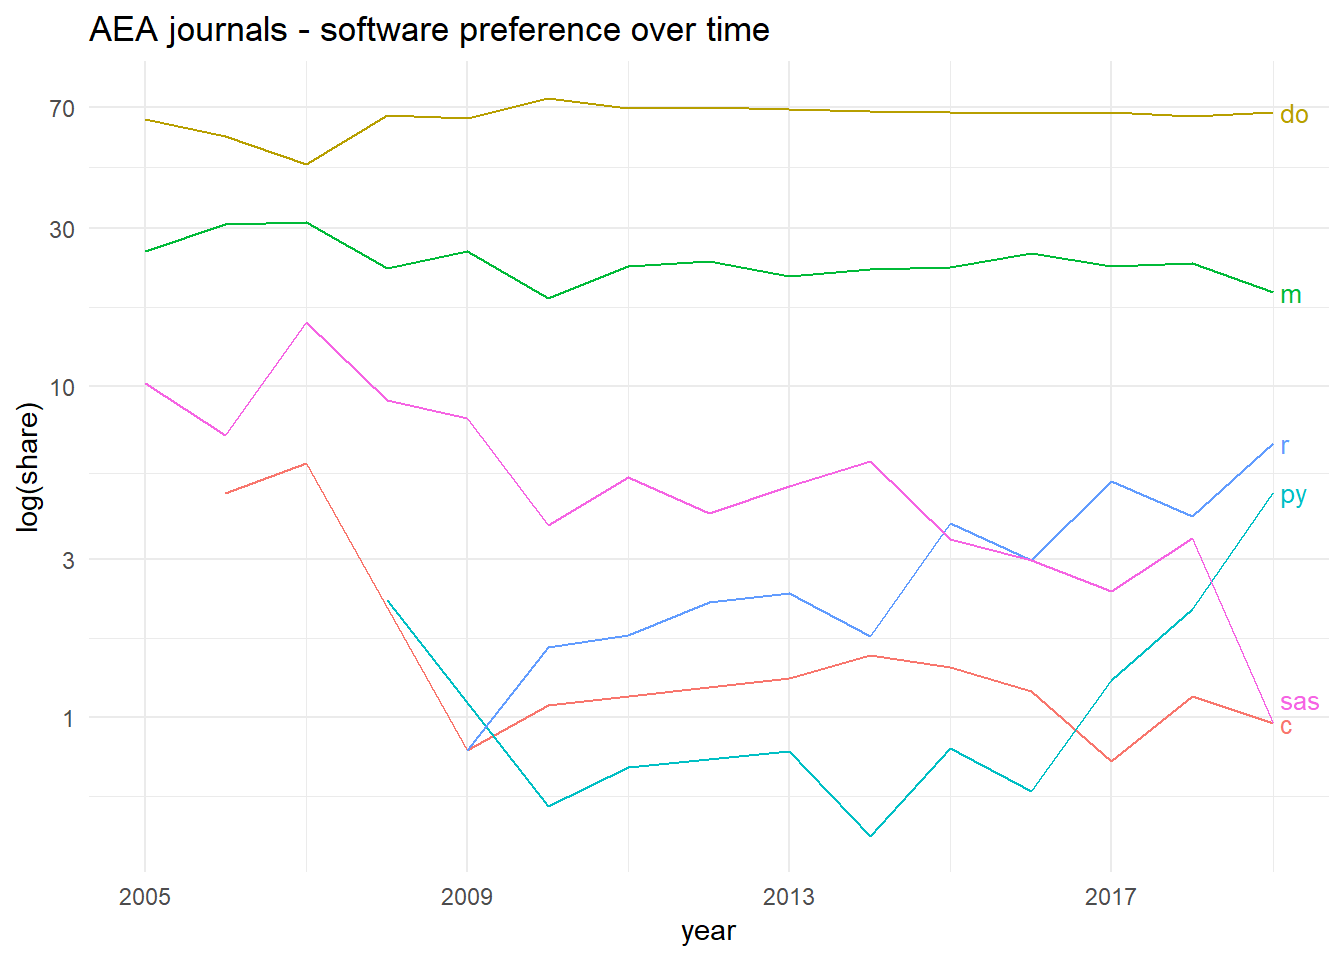 AEA journals - software preference over time
70
30
10
3
1
log(share)
do
m
r
py
sas
c
2005 2009 2013 2017
year